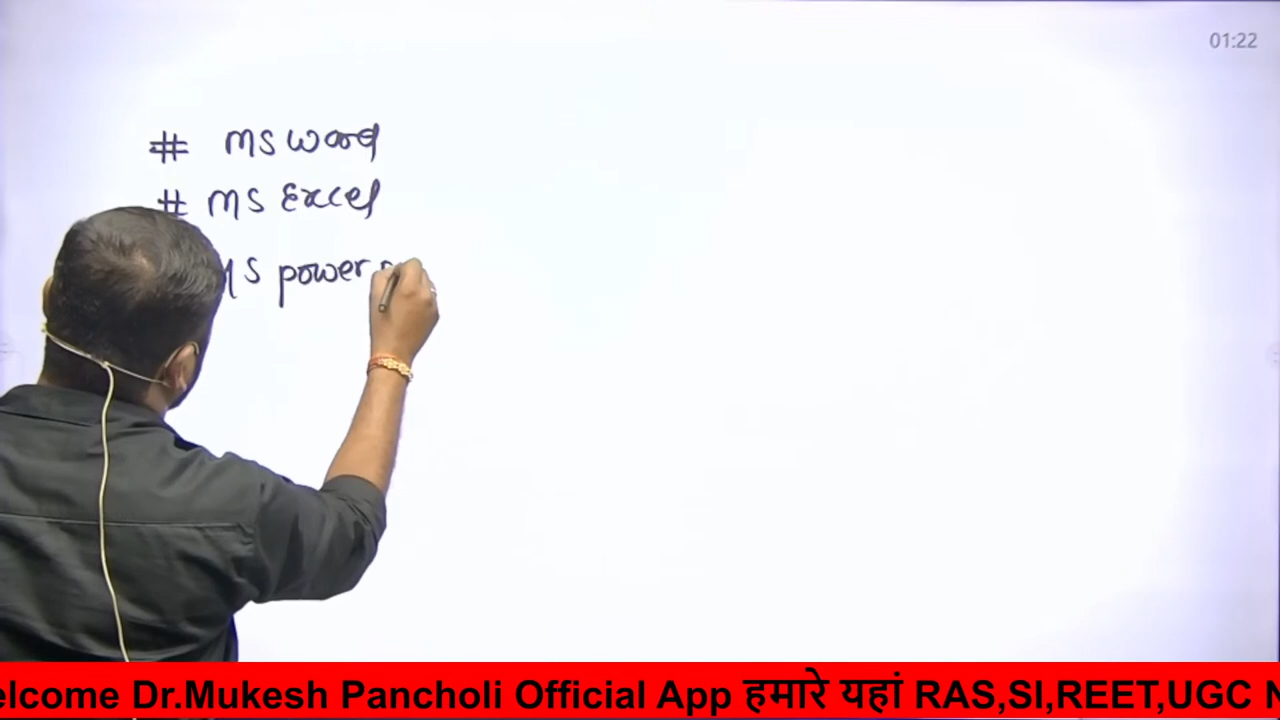 01:22
# MS Word
# MS Excel
MS power
elcome Dr.Mukesh Pancholi Official App हमारे यहां RAS,SI,REET,UGC N